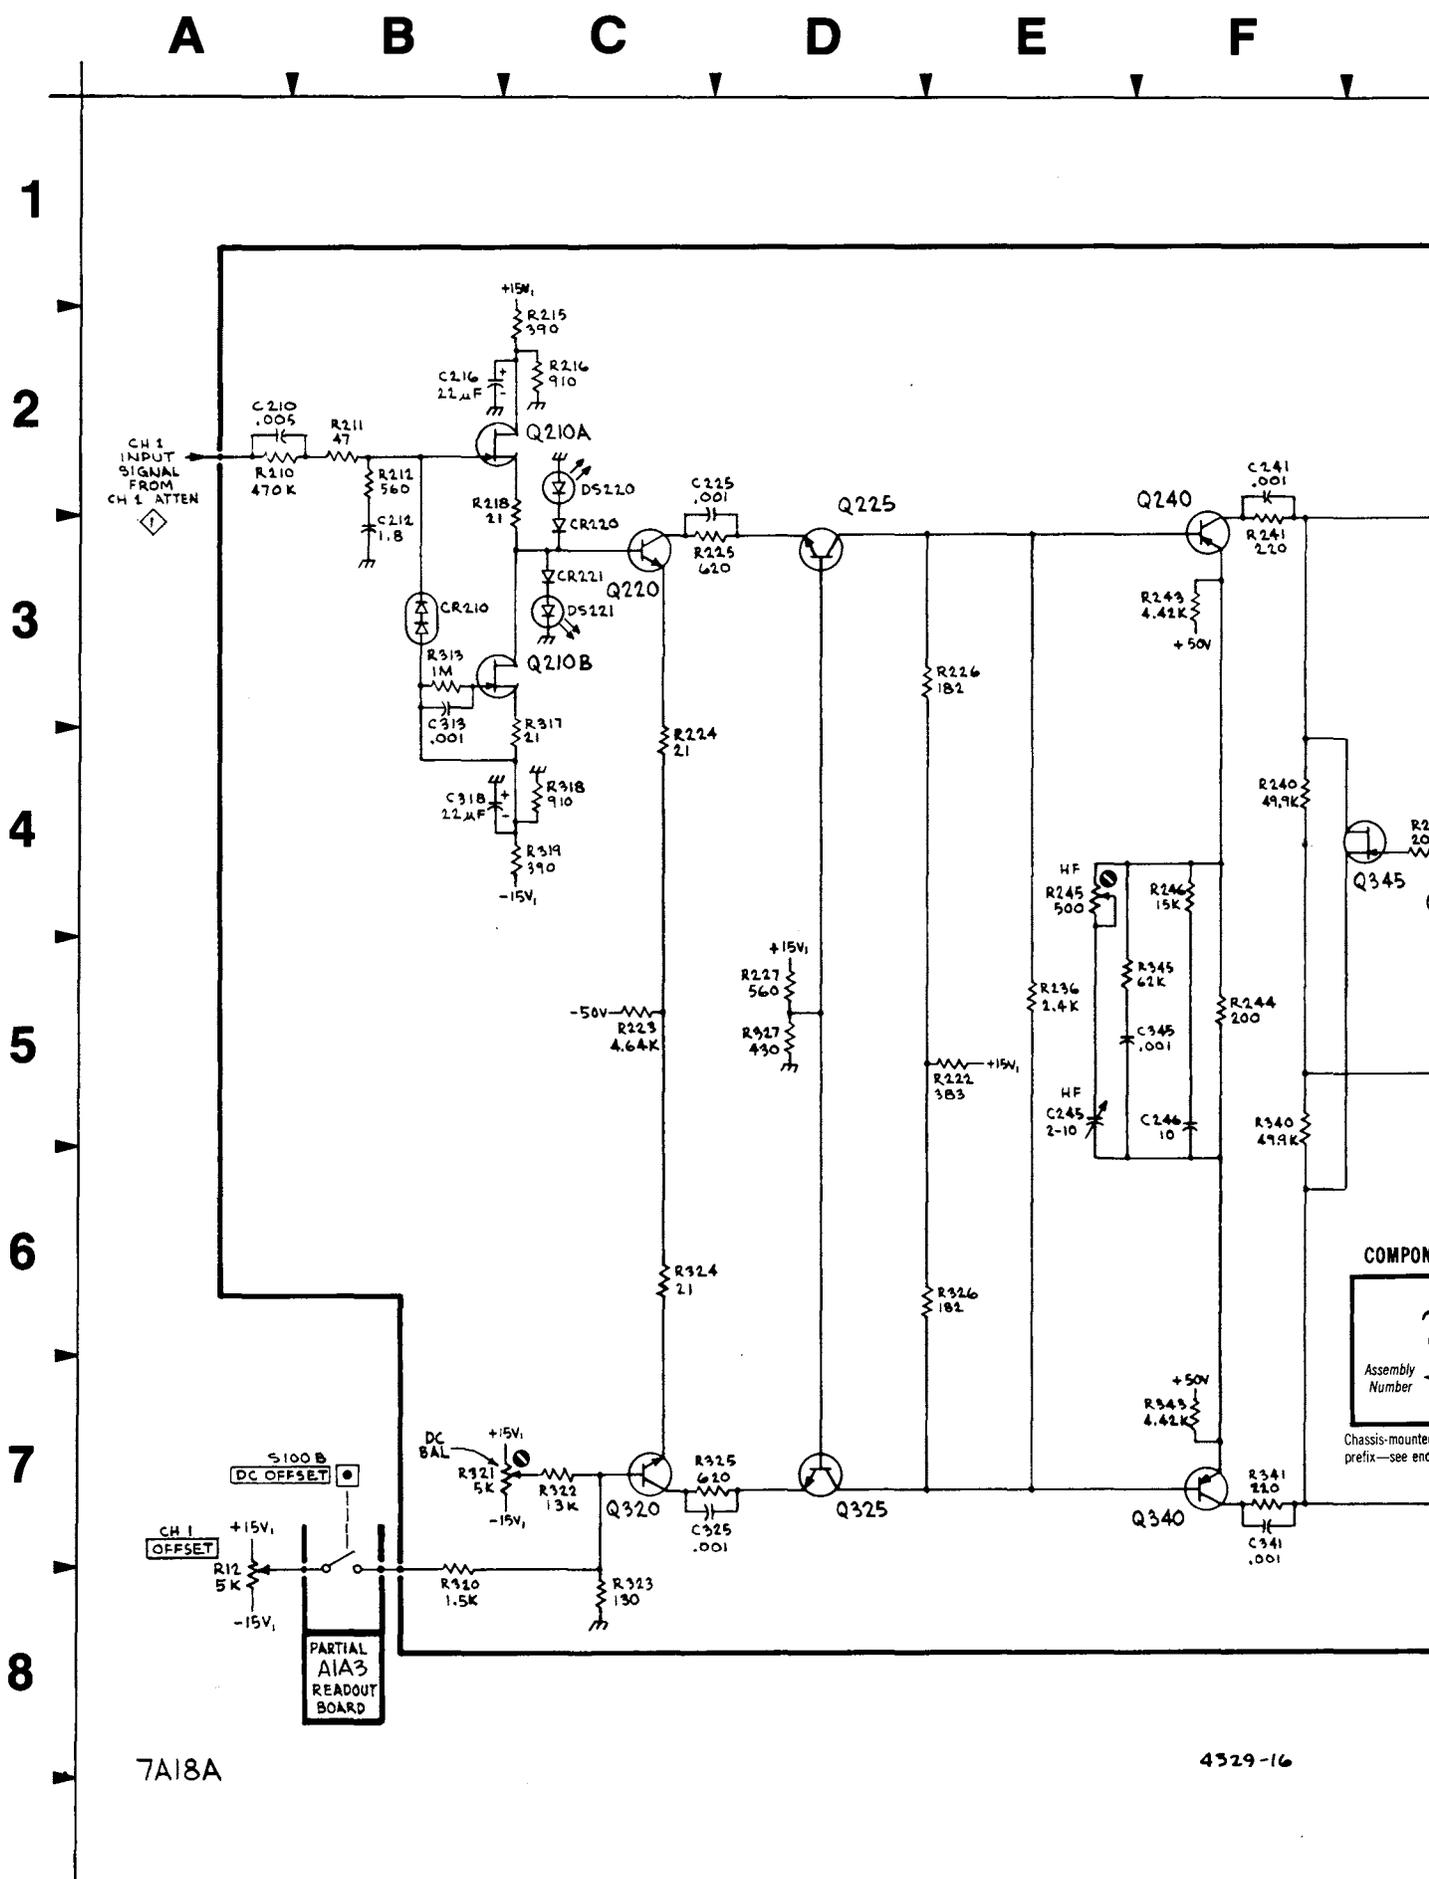 A B C D E F
1
2
3
4
5
6
7
8
+15V₁
R215
390
R216
910
C216
22µF
C210
.005
R211
47
Q210A
CH 1
INPUT
SIGNAL
FROM
CH 1 ATTEN
1
R210
470K
R212
560
C212
1.8
R218
21
DS220
CR220
C225
.001
Q225
Q240
C241
.001
R225
620
R241
220
CR221
Q220
DS221
CR210
R243
4.42K
+50V
R313
1M
Q210B
C313
.001
R317
21
R226
182
R224
21
C318
22µF
R318
910
R240
49.9K
R319
390
-15V₁
HF
R245
500
R246
15K
Q345
+15V₁
R227
560
R345
62K
-50V
R223
4.64K
R327
430
R236
2.4K
R244
200
C345
.001
R222
383
+15V₁
HF
C245
2-10
C246
10
R340
49.9K
R324
21
R326
182
COMPON
Assembly
Number
+50V
R343
4.42K
Chassis-mounte
prefix—see en
DC
BAL
+15V₁
R321
5K
-15V₁
R322
13K
R325
620
Q320
C325
.001
Q325
Q340
R341
220
C341
.001
S100B
DC OFFSET
CH 1
OFFSET
+15V₁
R12
5K
-15V₁
R320
1.5K
R323
130
PARTIAL
A1A3
READOUT
BOARD
7A18A
4329-16